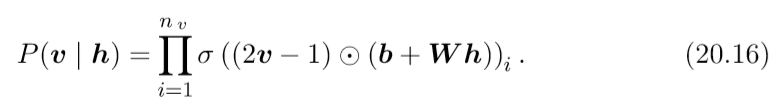 P(v | h) = ∏_{i=1}^{n_v} σ ((2v − 1) ⊙ (b + Wh))_i . (20.16)